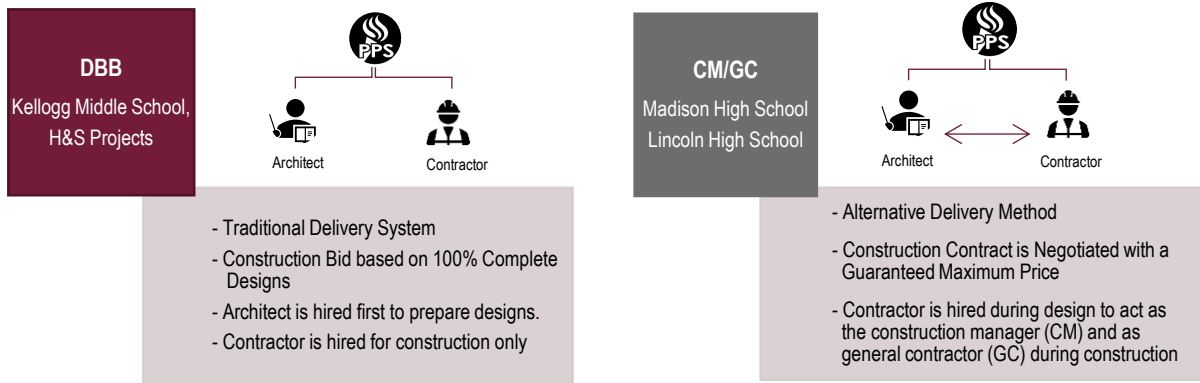 DBB
Kellogg Middle School,
H&S Projects
PPS
Architect
Contractor
- Traditional Delivery System
- Construction Bid based on 100% Complete
Designs
- Architect is hired first to prepare designs.
- Contractor is hired for construction only
CM/GC
Madison High School
Lincoln High School
PPS
Architect
Contractor
- Alternative Delivery Method
- Construction Contract is Negotiated with a
Guaranteed Maximum Price
- Contractor is hired during design to act as
the construction manager (CM) and as
general contractor (GC) during construction